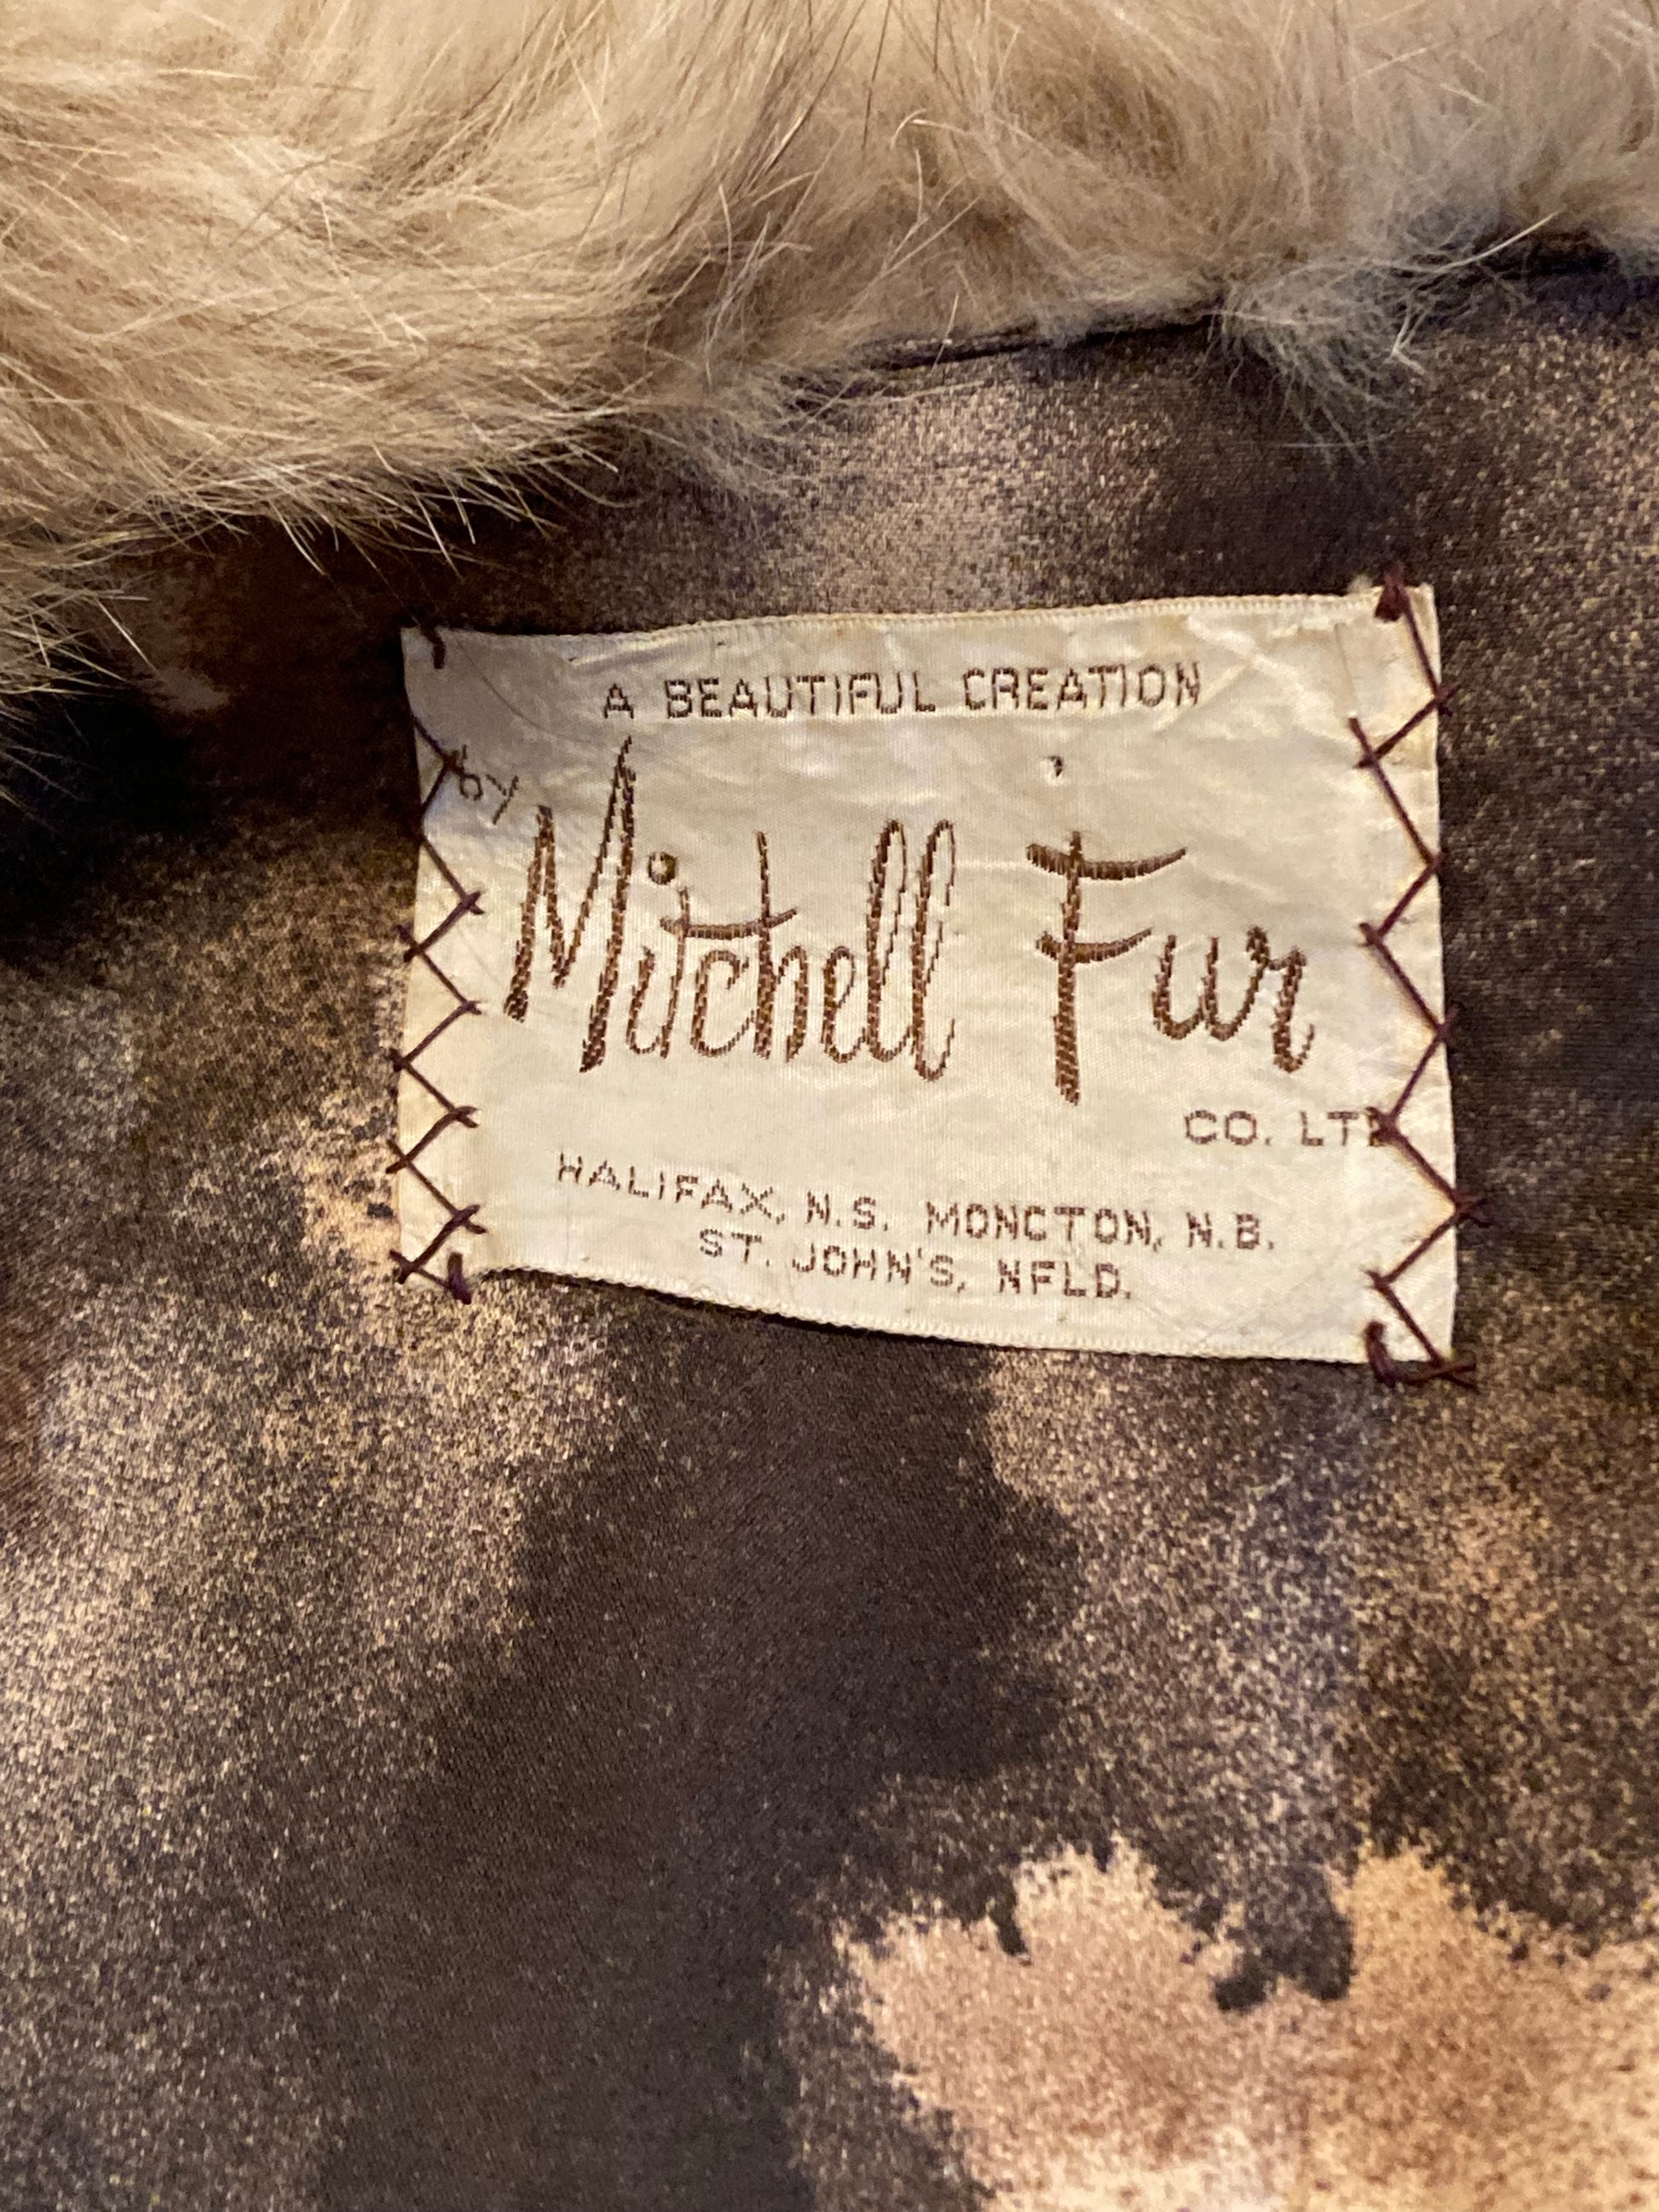 A BEAUTIFUL CREATION
by
Mitchell Fur
CO. LTD
HALIFAX, N.S. MONCTON, N.B.
ST. JOHN'S, NFLD.